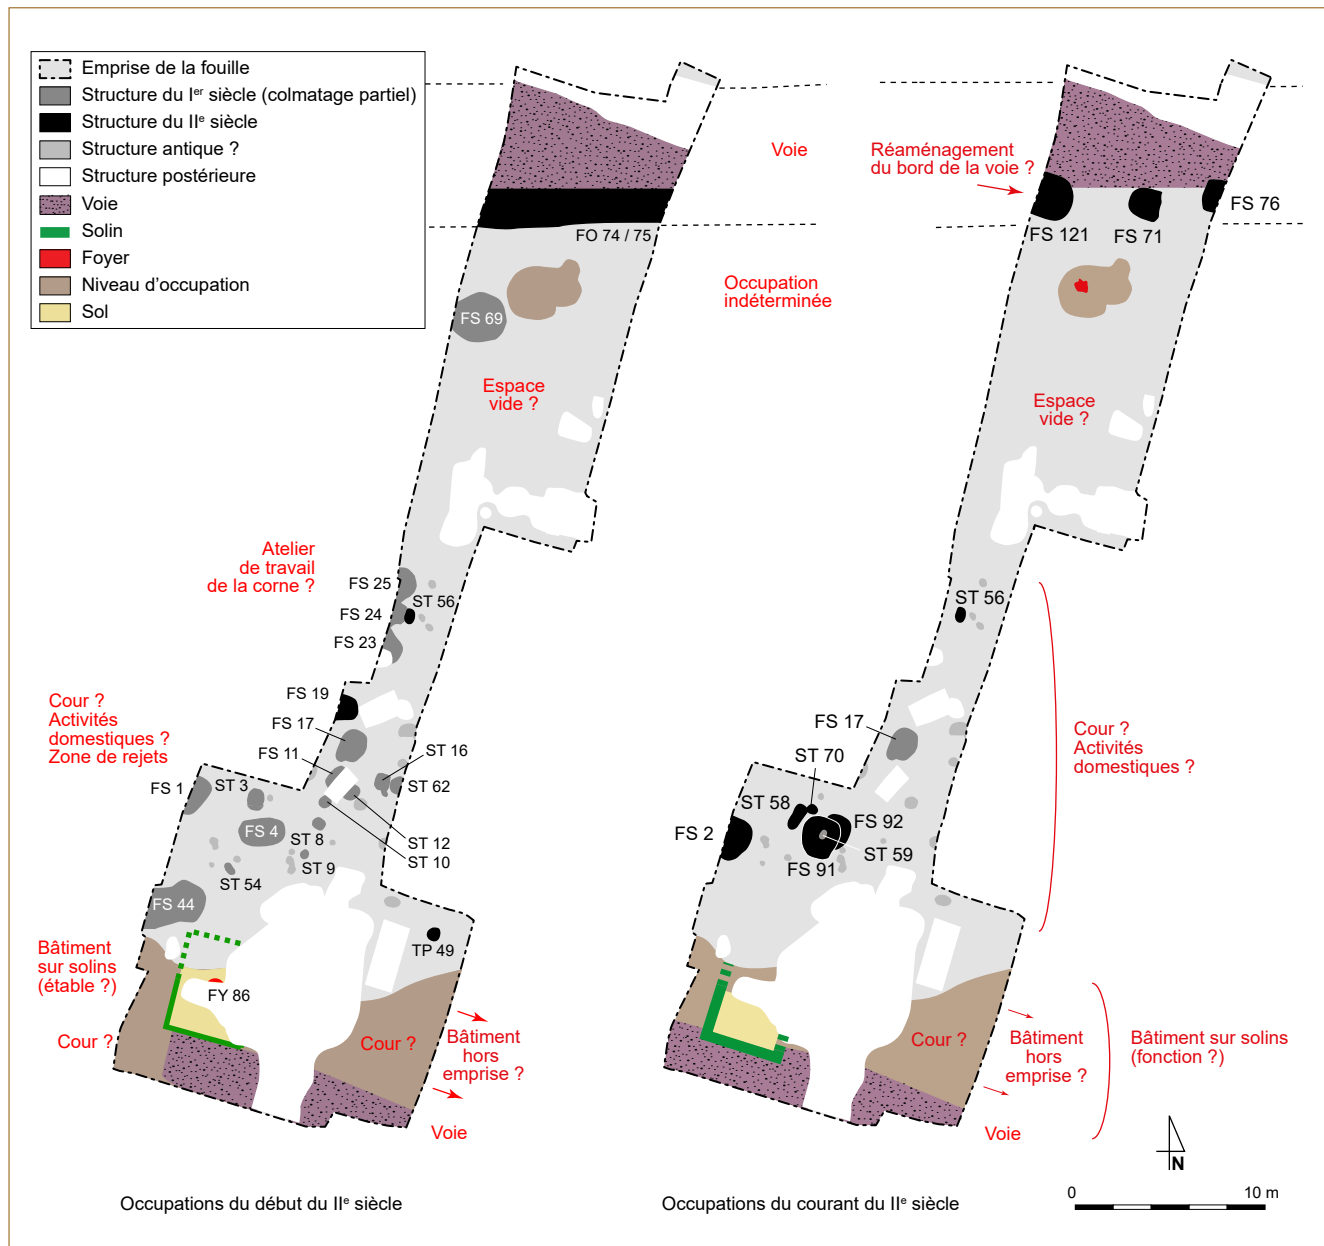 Emprise de la fouille
Structure du Ier siècle (colmatage partiel)
Structure du IIe siècle
Structure antique ?
Structure postérieure
Voie
Solin
Foyer
Niveau d’occupation
Sol
Voie
FO 74 / 75
Occupation
indéterminée
FS 69
Espace
vide ?
Atelier
de travail
de la corne ?
FS 25
ST 56
FS 24
FS 23
FS 19
Cour ?
Activités
domestiques ?
Zone de rejets
FS 17
FS 11
ST 16
FS 1
ST 3
ST 62
FS 4
ST 8
ST 12
ST 9
ST 10
ST 54
FS 44
TP 49
Bâtiment
sur solins
(étable ?)
FY 86
Cour ?
Cour ?
Bâtiment
hors
emprise ?
Voie
Occupations du début du IIe siècle
Réaménagement
du bord de la voie ?
FS 76
FS 121
FS 71
Espace
vide ?
ST 56
FS 17
Cour ?
Activités
domestiques ?
ST 70
ST 58
FS 2
FS 92
ST 59
FS 91
Cour ?
Bâtiment
hors
emprise ?
Bâtiment sur solins
(fonction ?)
Voie
N
Occupations du courant du IIe siècle
0 10 m